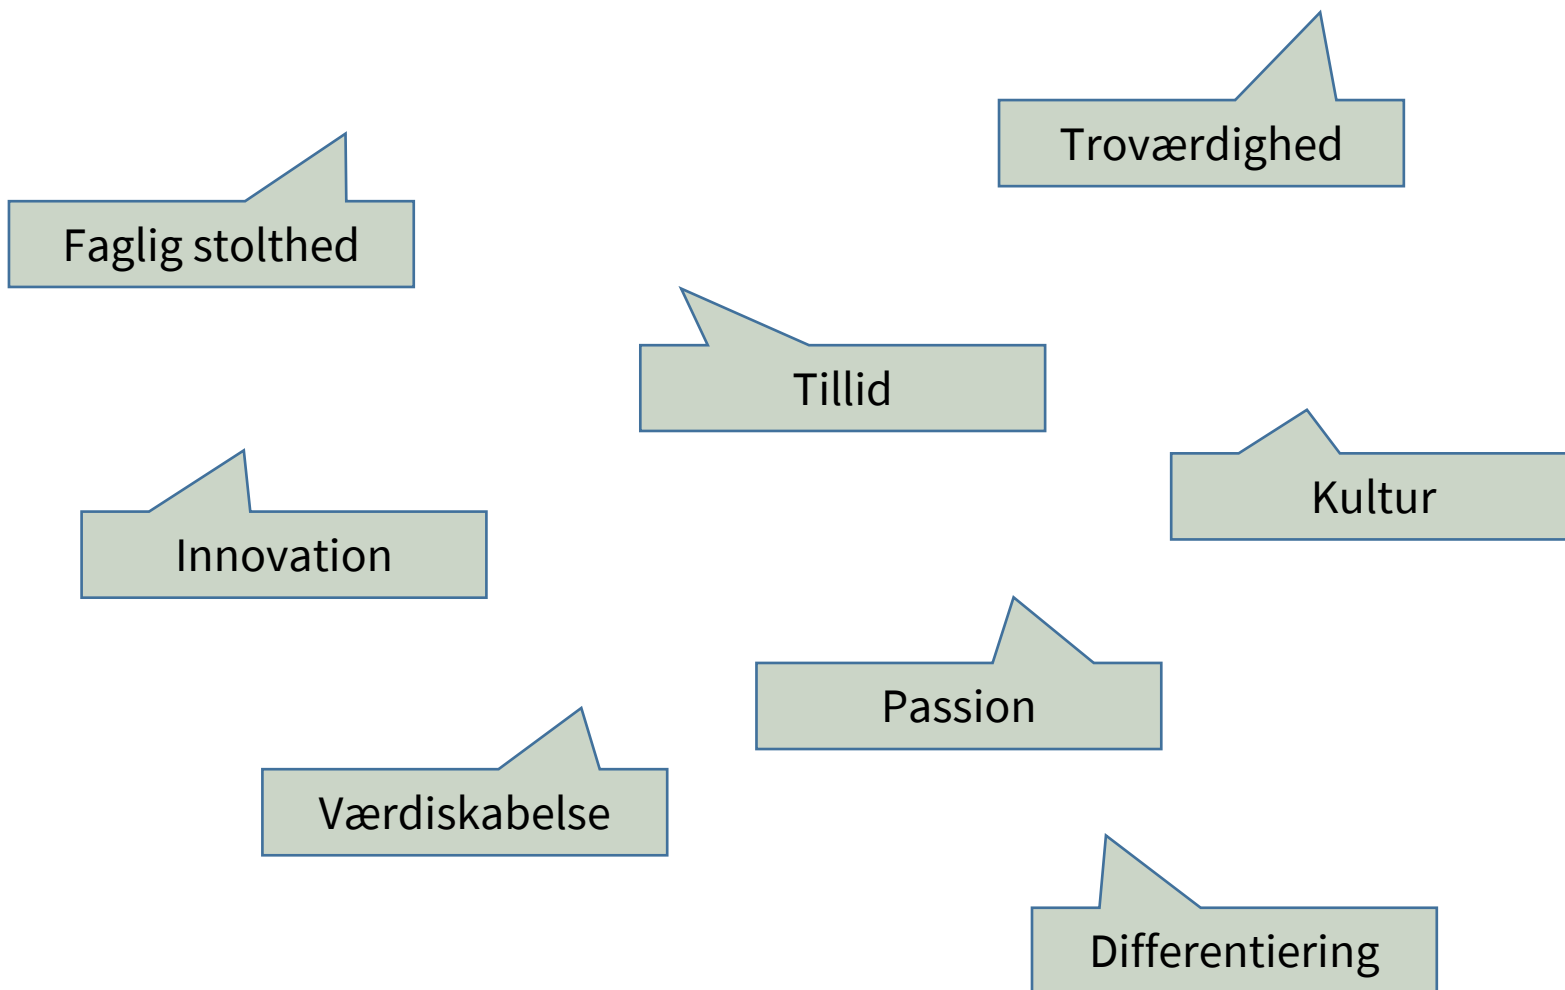 Troværdighed
Faglig stolthed
Tillid
Kultur
Innovation
Passion
Værdiskabelse
Differentiering